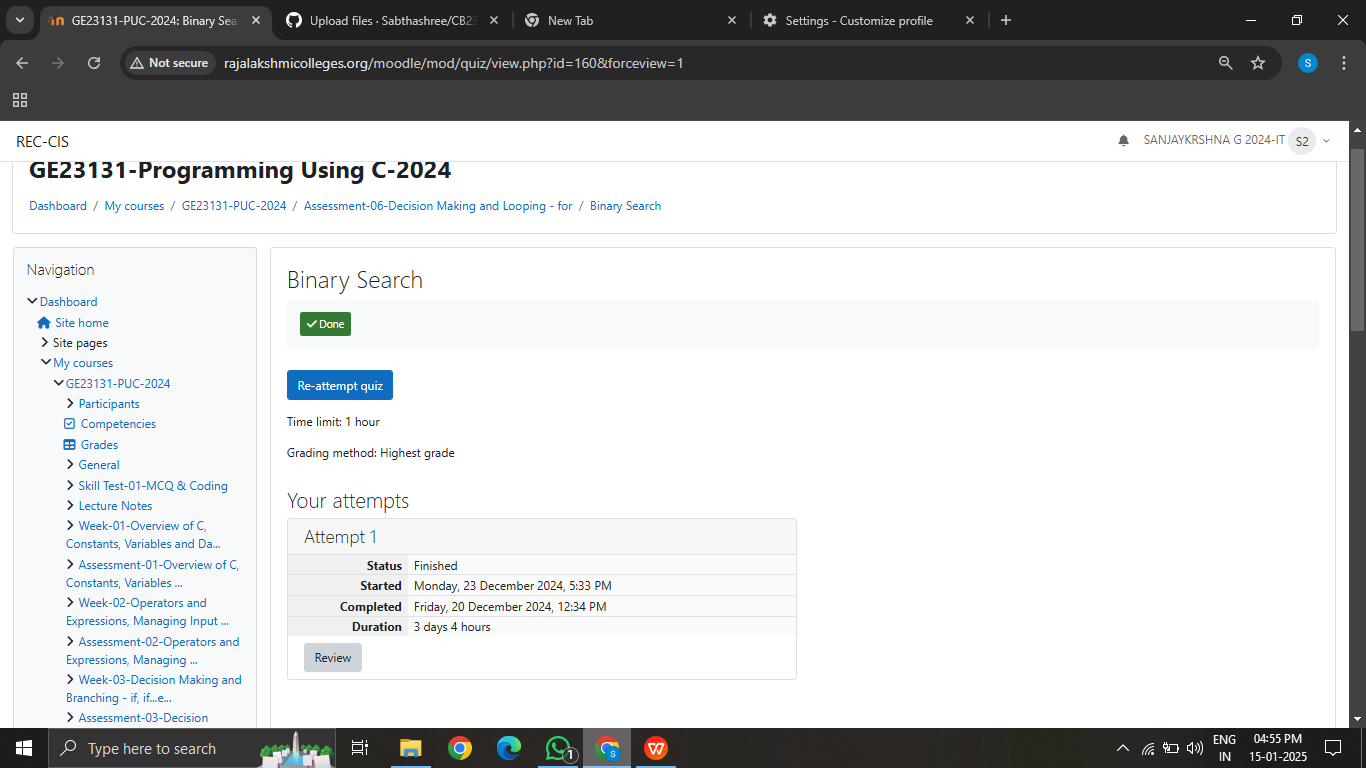 GE23131-PUC-2024: Binary Sear
Upload files · Sabthashree/CB23
New Tab
Settings - Customize profile
Not secure
rajalakshmicolleges.org/moodle/mod/quiz/view.php?id=160&forceview=1
S
REC-CIS
SANJAYKRSHNA G 2024-IT
S2
GE23131-Programming Using C-2024
Dashboard / My courses / GE23131-PUC-2024 / Assessment-06-Decision Making and Looping - for / Binary Search
Navigation
Dashboard
Site home
Site pages
My courses
GE23131-PUC-2024
Participants
Competencies
Grades
General
Skill Test-01-MCQ & Coding
Lecture Notes
Week-01-Overview of C,
Constants, Variables and Da...
Assessment-01-Overview of C,
Constants, Variables ...
Week-02-Operators and
Expressions, Managing Input ...
Assessment-02-Operators and
Expressions, Managing ...
Week-03-Decision Making and
Branching - if, if...e...
Assessment-03-Decision
Binary Search
Done
Re-attempt quiz
Time limit: 1 hour
Grading method: Highest grade
Your attempts
Attempt 1
Status Finished
Started Monday, 23 December 2024, 5:33 PM
Completed Friday, 20 December 2024, 12:34 PM
Duration 3 days 4 hours
Review
Type here to search
1
S
W
ENG
IN
04:55 PM
15-01-2025